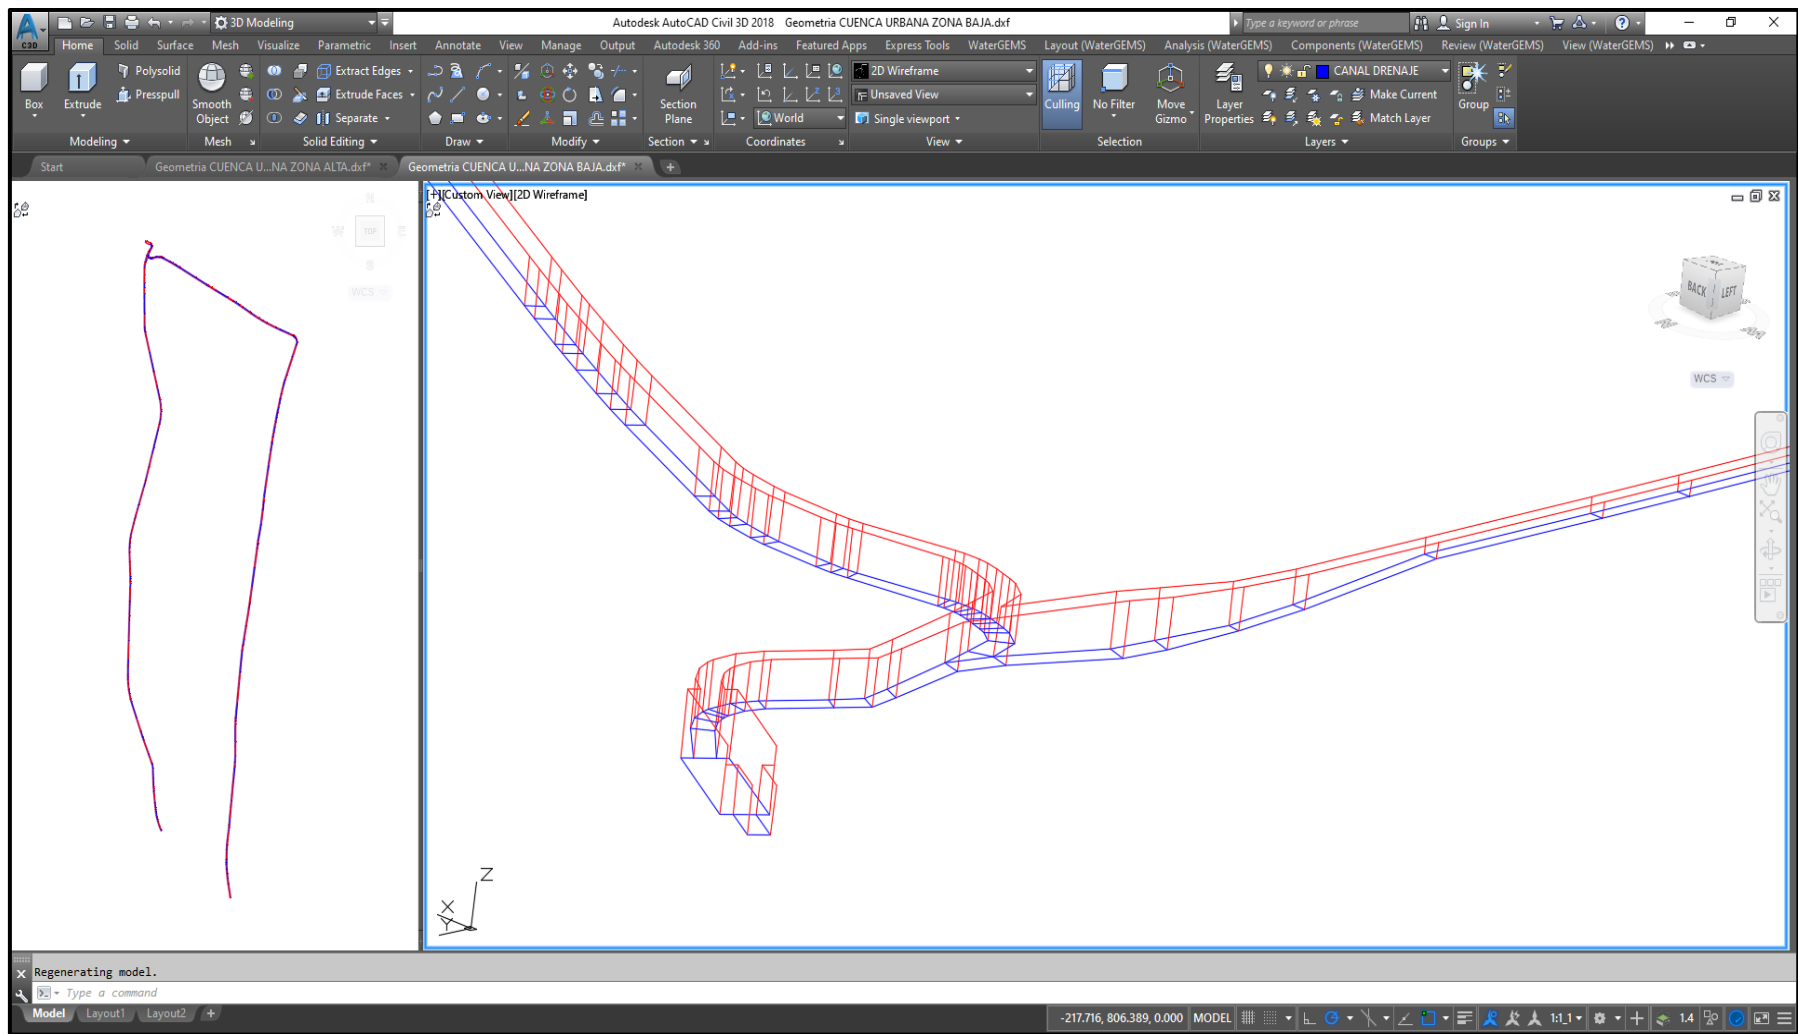 3D Modeling
Autodesk AutoCAD Civil 3D 2018 Geometria CUENCA URBANA ZONA BAJA.dxf
Type a keyword or phrase
Sign In
C3D
Home Solid Surface Mesh Visualize Parametric Insert Annotate View Manage Output Autodesk 360 Add-ins Featured Apps Express Tools WaterGEMS Layout (WaterGEMS) Analysis (WaterGEMS) Components (WaterGEMS) Review (WaterGEMS) View (WaterGEMS)
Box
Extrude
Polysolid
Presspull
Modeling
Smooth
Object
Mesh
Extract Edges
Extrude Faces
Separate
Solid Editing
Draw
Modify
Section
Plane
Section
World
Coordinates
2D Wireframe
Unsaved View
Single viewport
View
Culling
No Filter
Move
Gizmo
Selection
Layer
Properties
CANAL DRENAJE
Make Current
Match Layer
Layers
Group
Groups
Start
Geometria CUENCA U...NA ZONA ALTA.dxf*
Geometria CUENCA U...NA ZONA BAJA.dxf*
N
W
TOP
E
S
WCS
[+][Custom View][2D Wireframe]
BACK
LEFT
WCS
Z
X
Y
Regenerating model.
Type a command
Model Layout1 Layout2
-217.716, 806.389, 0.000 MODEL
1:1_1
1.4